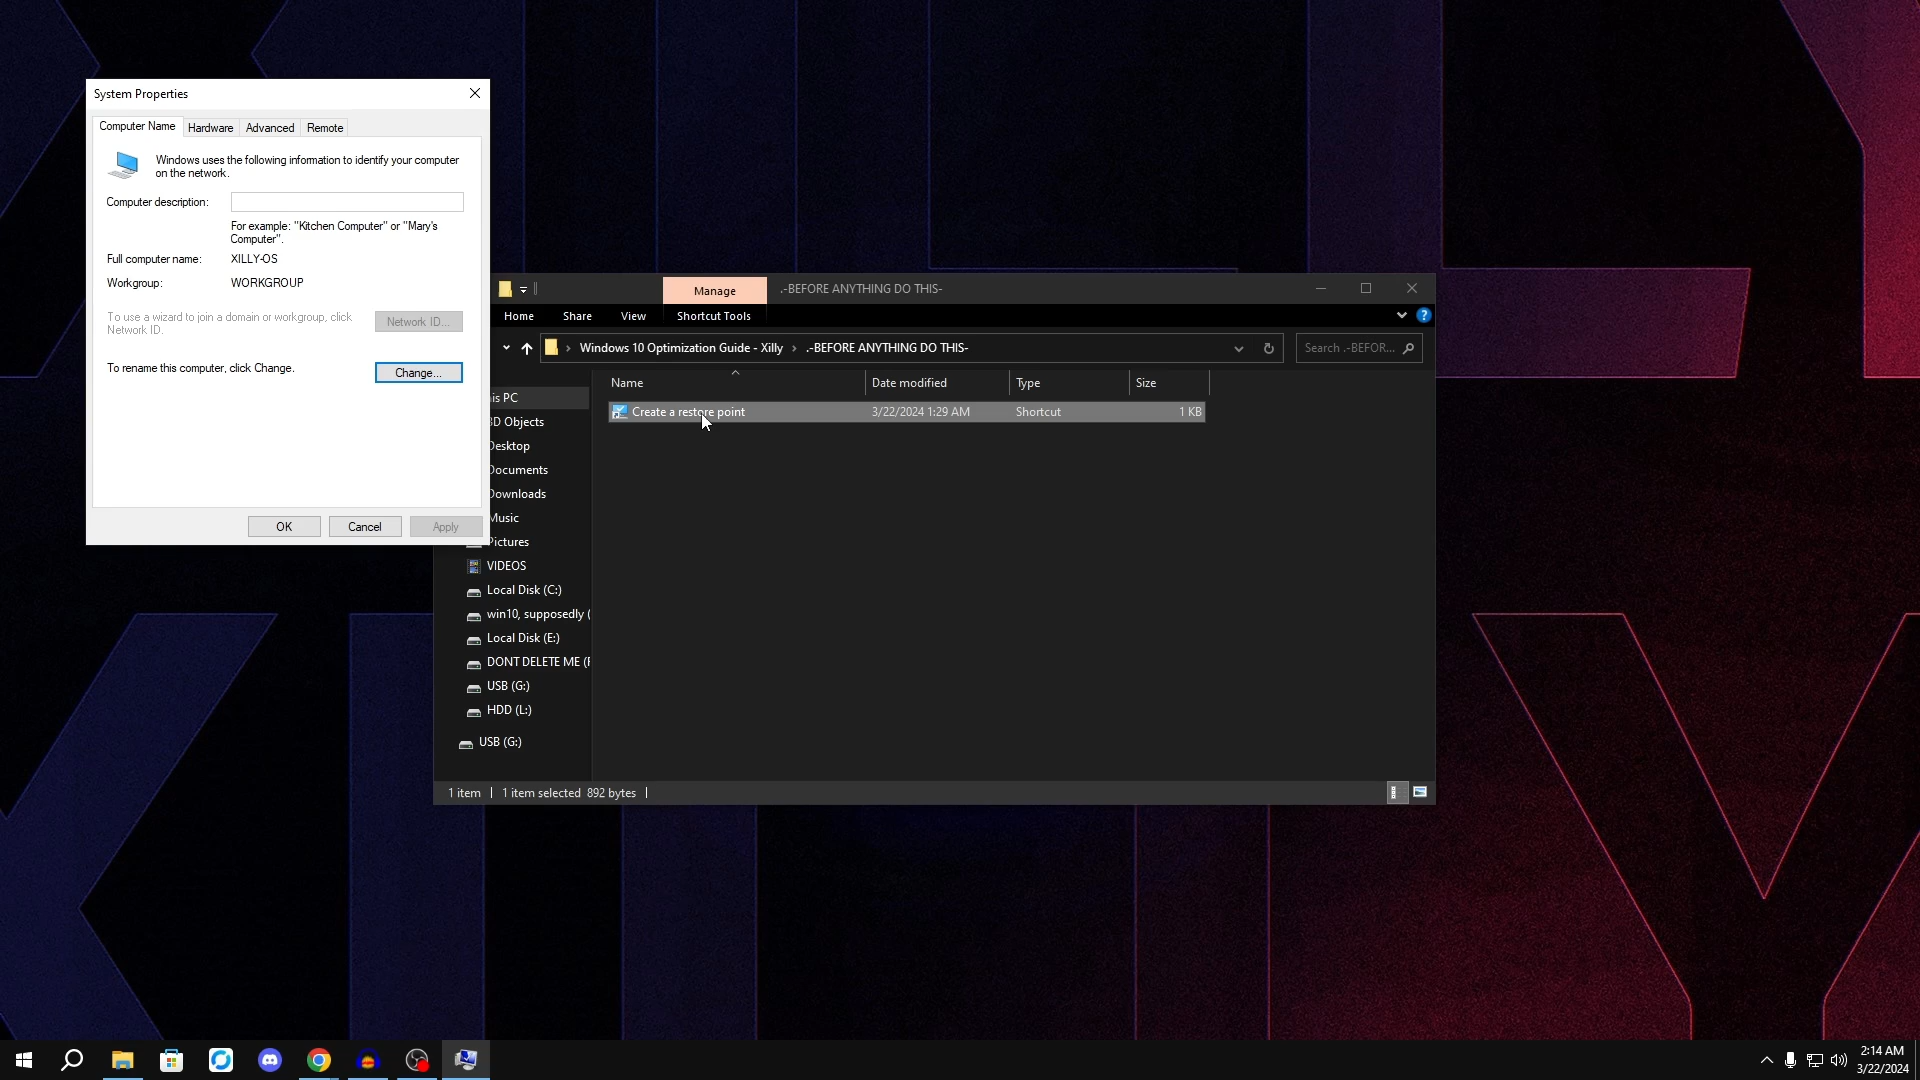 System Properties
Computer Name Hardware Advanced Remote
Windows uses the following information to identify your computer
on the network.
Computer description:
For example: "Kitchen Computer" or "Mary's
Computer".
Full computer name: XILLY-OS
Workgroup: WORKGROUP
To use a wizard to join a domain or workgroup, click
Network ID.
Network ID...
To rename this computer, click Change.
Change...
OK Cancel Apply
Manage .-BEFORE ANYTHING DO THIS-
Home Share View Shortcut Tools
?
Windows 10 Optimization Guide - Xilly .-BEFORE ANYTHING DO THIS-
Search .-BEFOR...
Name Date modified Type Size
Create a restore point 3/22/2024 1:29 AM Shortcut 1 KB
is PC
3D Objects
Desktop
Documents
Downloads
Music
Pictures
VIDEOS
Local Disk (C:)
win10, supposedly (
Local Disk (E:)
DONT DELETE ME (F
USB (G:)
HDD (L:)
USB (G:)
1 item 1 item selected 892 bytes
2:14 AM
3/22/2024